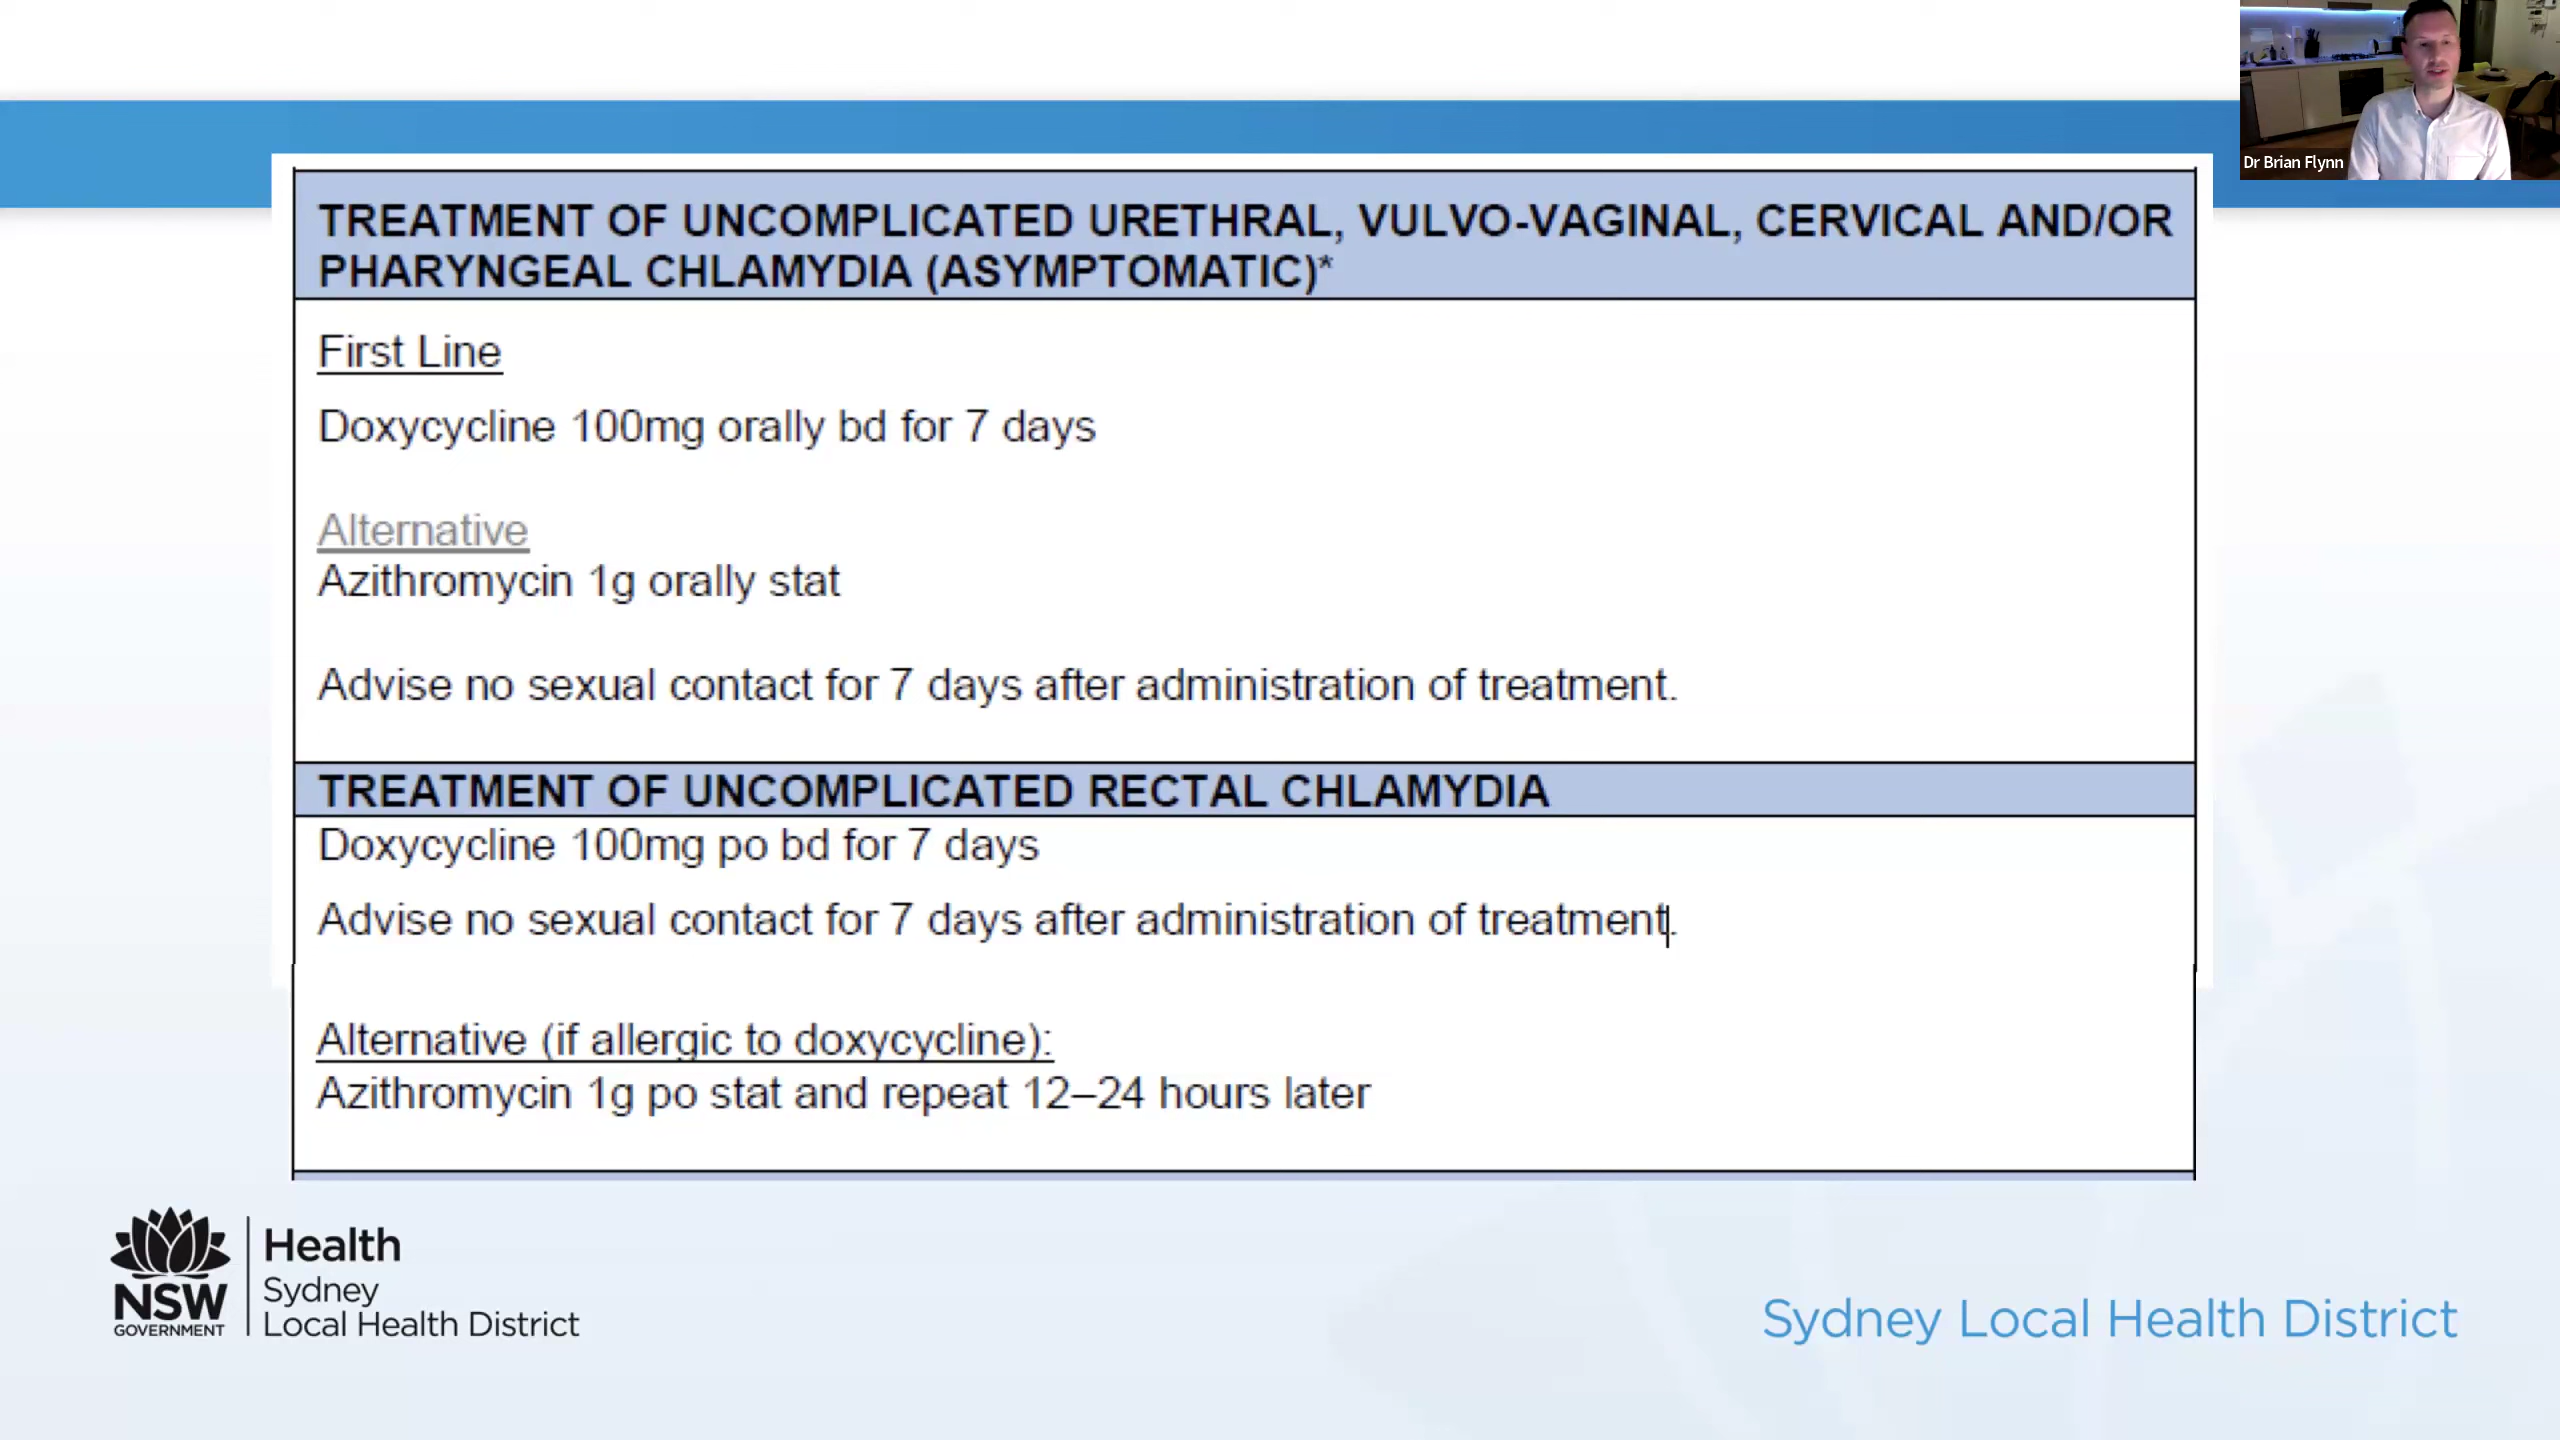 Dr Brian Flynn
TREATMENT OF UNCOMPLICATED URETHRAL, VULVO-VAGINAL, CERVICAL AND/OR
PHARYNGEAL CHLAMYDIA (ASYMPTOMATIC)*
First Line
Doxycycline 100mg orally bd for 7 days
Alternative
Azithromycin 1g orally stat
Advise no sexual contact for 7 days after administration of treatment.
TREATMENT OF UNCOMPLICATED RECTAL CHLAMYDIA
Doxycycline 100mg po bd for 7 days
Advise no sexual contact for 7 days after administration of treatment.
Alternative (if allergic to doxycycline):
Azithromycin 1g po stat and repeat 12–24 hours later
NSW
GOVERNMENT
Health
Sydney
Local Health District
Sydney Local Health District